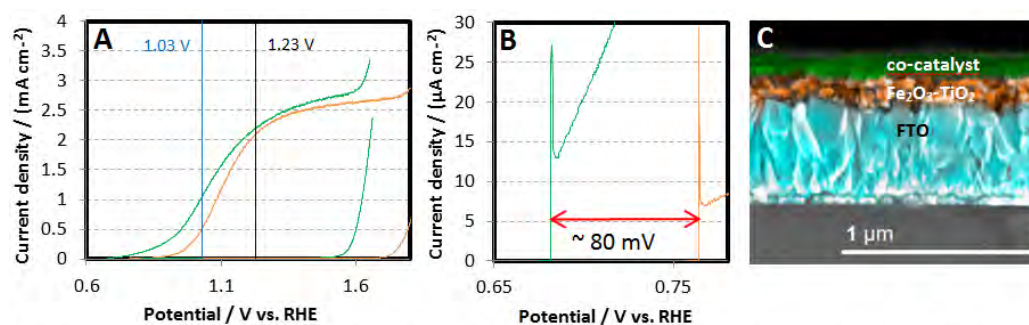 A
1.03 V
1.23 V
4
3.5
3
2.5
2
1.5
1
0.5
0
0.6
1.1
1.6
Current density / (mA cm⁻²)
Potential / V vs. RHE
B
30
25
20
15
10
5
0
0.65
0.75
~ 80 mV
Current density / (µA cm⁻²)
Potential / V vs. RHE
C
co-catalyst
Fe₂O₃-TiO₂
FTO
1 µm